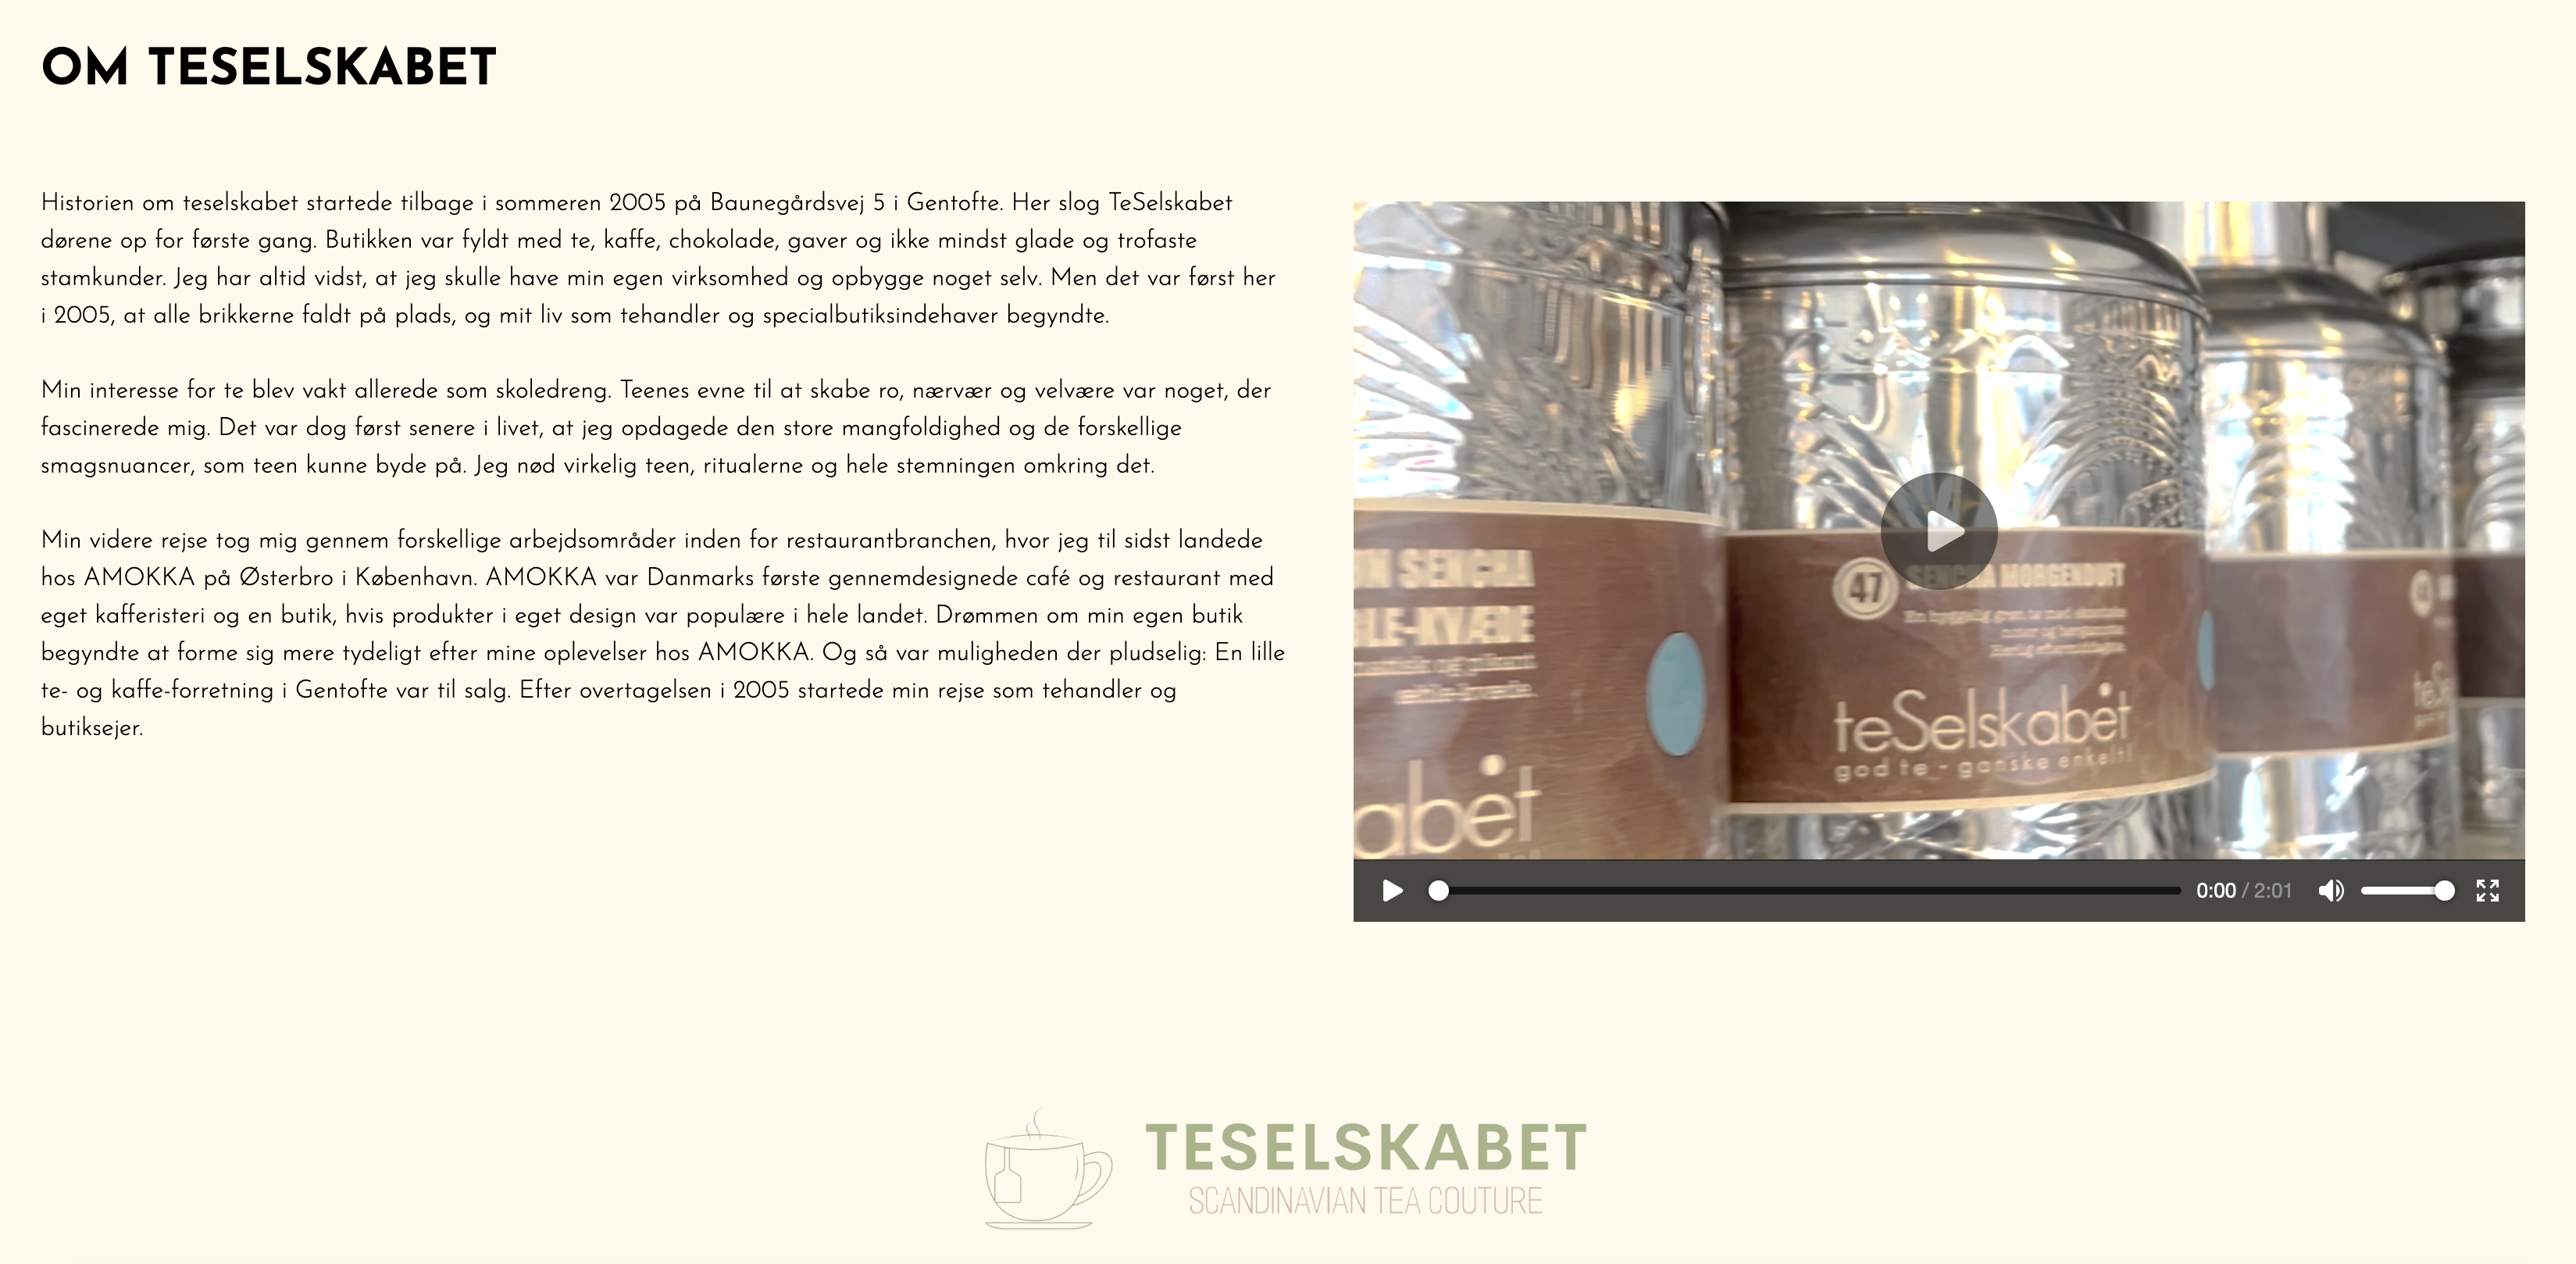 OM TESELSKABET
Historien om teselskabet startede tilbage i sommeren 2005 på Baunegårdsvej 5 i Gentofte. Her slog TeSelskabet
dørene op for første gang. Butikken var fyldt med te, kaffe, chokolade, gaver og ikke mindst glade og trofaste
stamkunder. Jeg har altid vidst, at jeg skulle have min egen virksomhed og opbygge noget selv. Men det var først her
i 2005, at alle brikkerne faldt på plads, og mit liv som tehandler og specialbutiksindehaver begyndte.
Min interesse for te blev vakt allerede som skoledreng. Teenes evne til at skabe ro, nærvær og velvære var noget, der
fascinerede mig. Det var dog først senere i livet, at jeg opdagede den store mangfoldighed og de forskellige
smagsnuancer, som teen kunne byde på. Jeg nød virkelig teen, ritualerne og hele stemningen omkring det.
Min videre rejse tog mig gennem forskellige arbejdsområder inden for restaurantbranchen, hvor jeg til sidst landede
hos AMOKKA på Østerbro i København. AMOKKA var Danmarks første gennemdesignede café og restaurant med
eget kafferisteri og en butik, hvis produkter i eget design var populære i hele landet. Drømmen om min egen butik
begyndte at forme sig mere tydeligt efter mine oplevelser hos AMOKKA. Og så var muligheden der pludselig: En lille
te- og kaffe-forretning i Gentofte var til salg. Efter overtagelsen i 2005 startede min rejse som tehandler og
butiksejer.
SENCHA
KVÆDE
abet
47 SENCHA MORGENDUFT
teSelskabet
god te - ganske enkelt!
0:00 / 2:01
TESELSKABET
SCANDINAVIAN TEA COUTURE